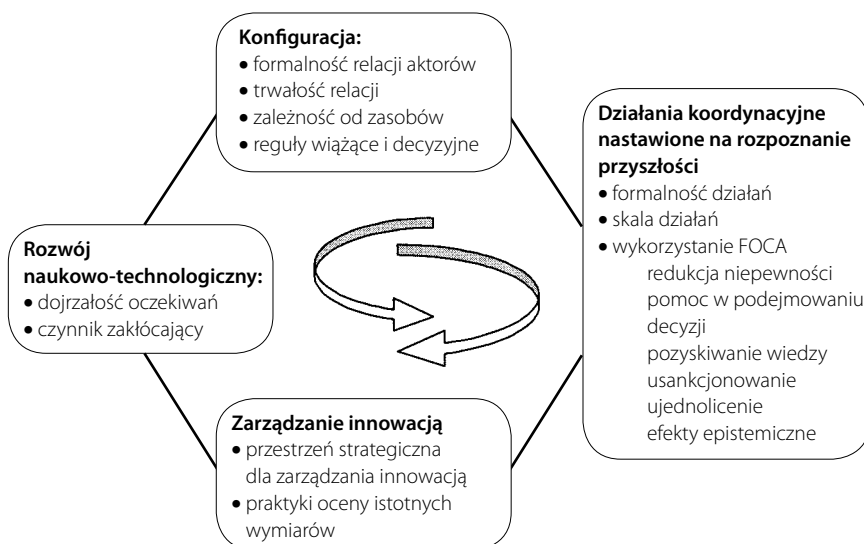 Konfiguracja:
• formalność relacji aktorów
• trwałość relacji
• zależność od zasobów
• reguły wiążące i decyzyjne
Działania koordynacyjne
nastawione na rozpoznanie
przyszłości
• formalność działań
• skala działań
• wykorzystanie FOCA
redukcja niepewności
pomoc w podejmowaniu
decyzji
pozyskiwanie wiedzy
usankcjonowanie
ujednolicenie
efekty epistemiczne
Rozwój
naukowo-technologiczny:
• dojrzałość oczekiwań
• czynnik zakłócający
Zarządzanie innowacją
• przestrzeń strategiczna
dla zarządzania innowacją
• praktyki oceny istotnych
wymiarów